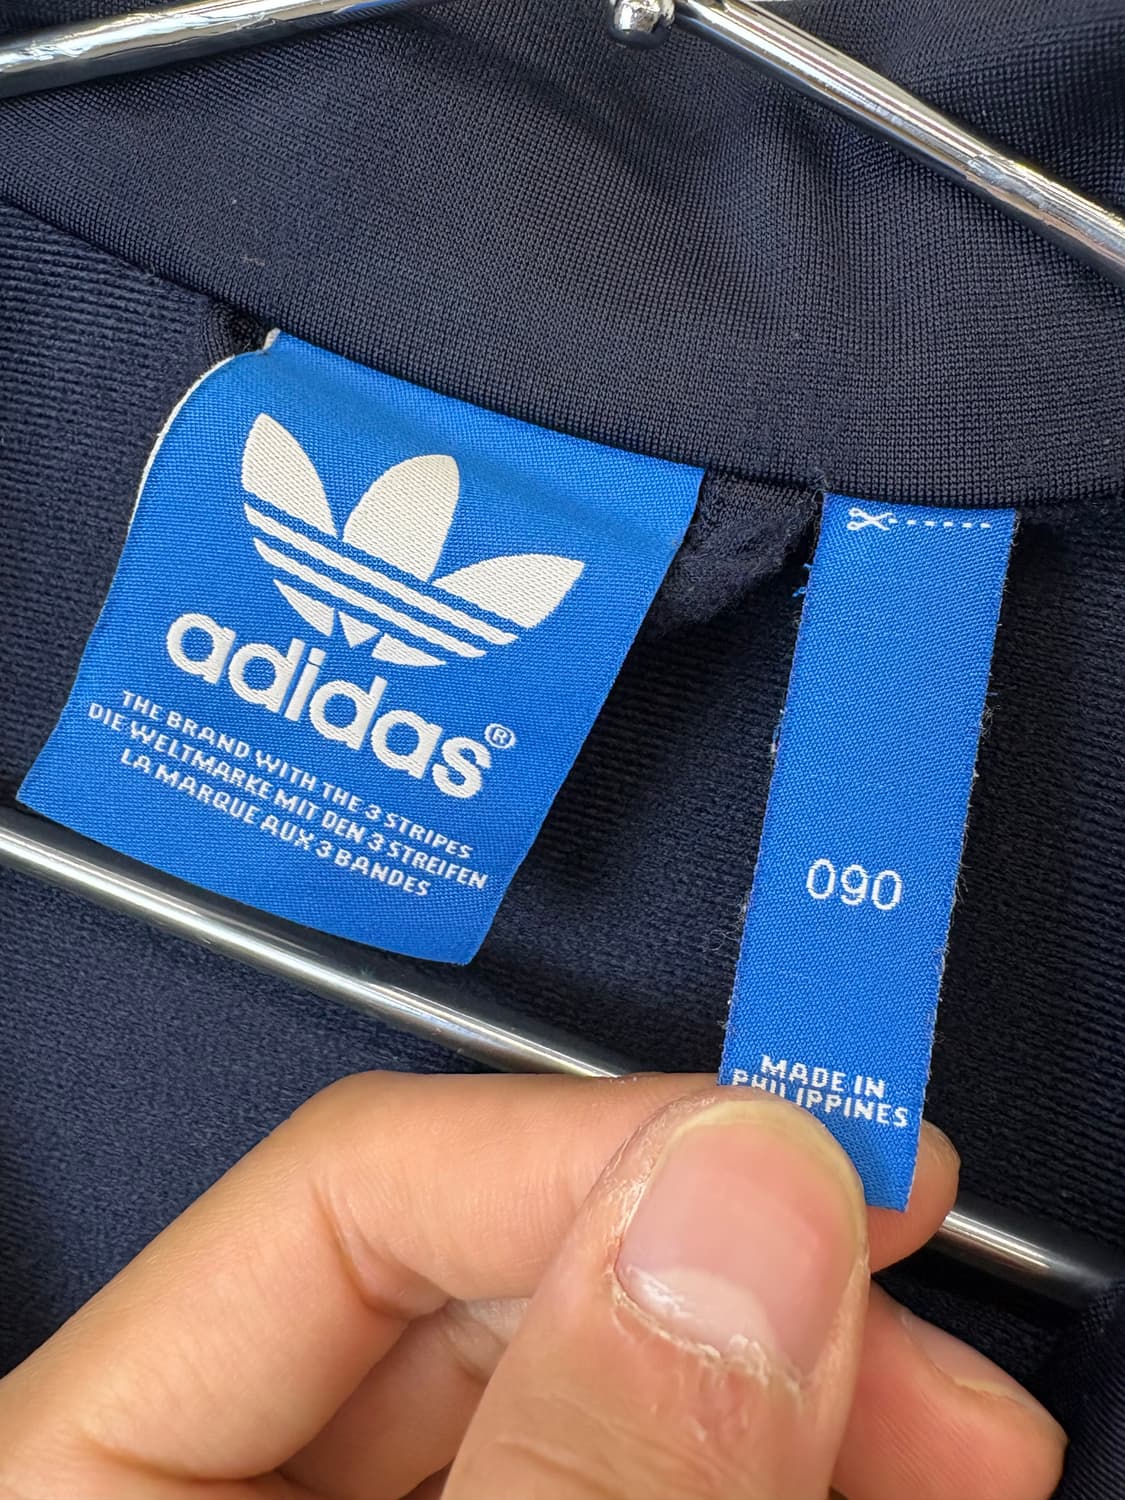 adidas®
THE BRAND WITH THE 3 STRIPES
DIE WELTMARKE MIT DEN 3 STREIFEN
LA MARQUE AUX 3 BANDES
090
MADE IN
PHILIPPINES